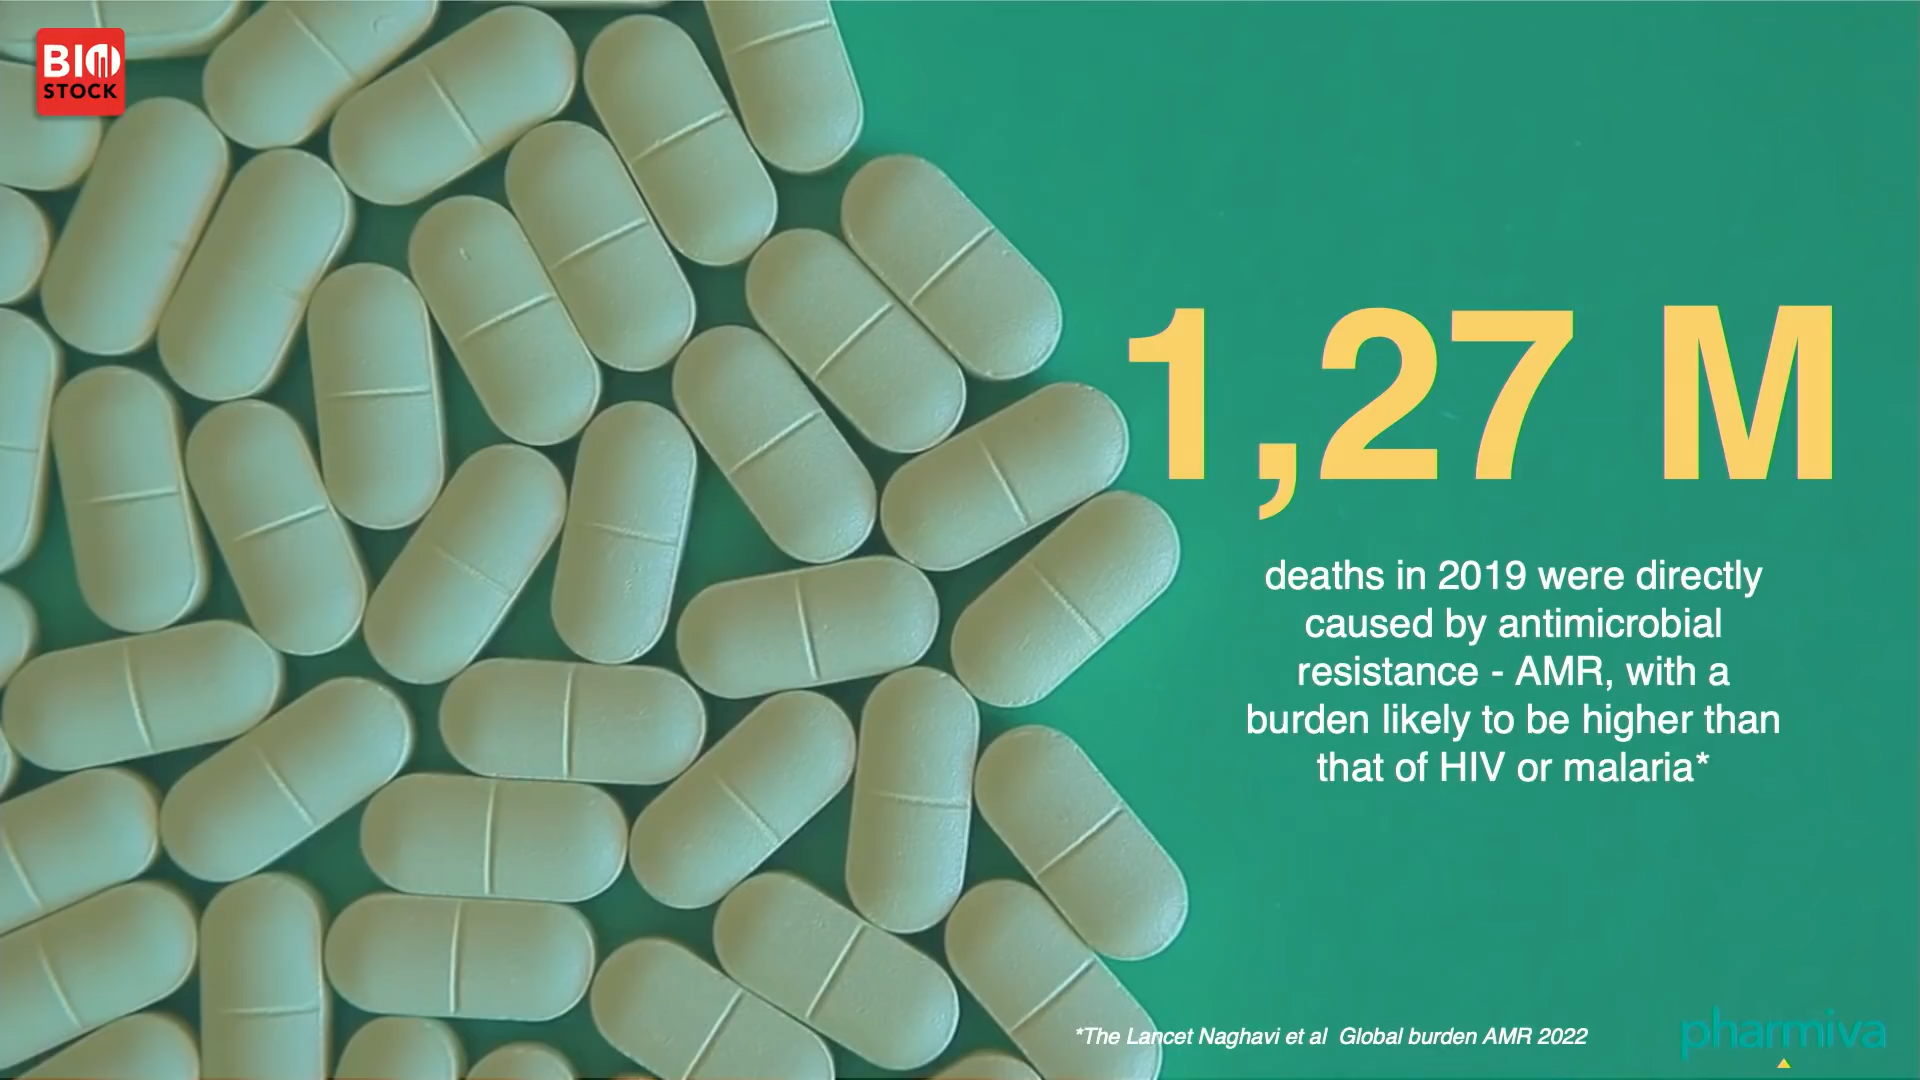 BIO
STOCK
1,27 M
deaths in 2019 were directly
caused by antimicrobial
resistance - AMR, with a
burden likely to be higher than
that of HIV or malaria*
*The Lancet Naghavi et al  Global burden AMR 2022
pharmiva